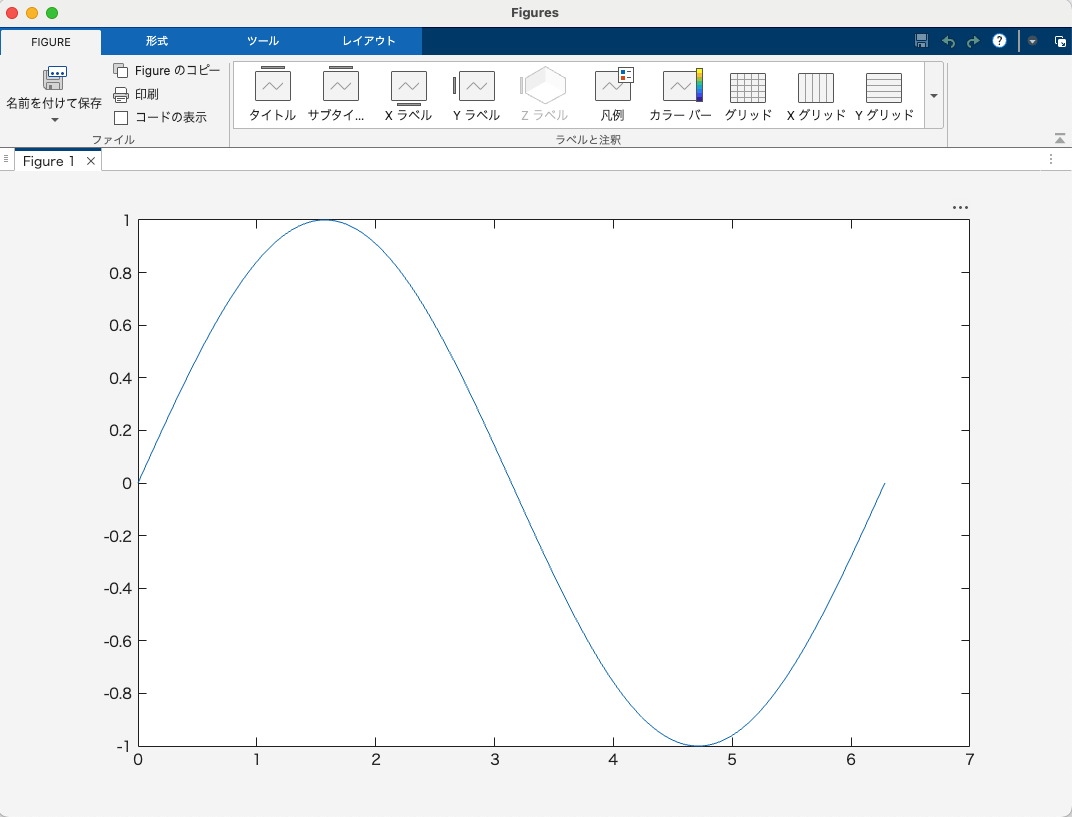 Figures
FIGURE 形式 ツール レイアウト
名前を付けて保存
Figure のコピー
印刷
コードの表示
ファイル
タイトル サブタイ... X ラベル Y ラベル Z ラベル 凡例 カラー バー グリッド X グリッド Y グリッド
ラベルと注釈
Figure 1
1
0.8
0.6
0.4
0.2
0
-0.2
-0.4
-0.6
-0.8
-1
0 1 2 3 4 5 6 7